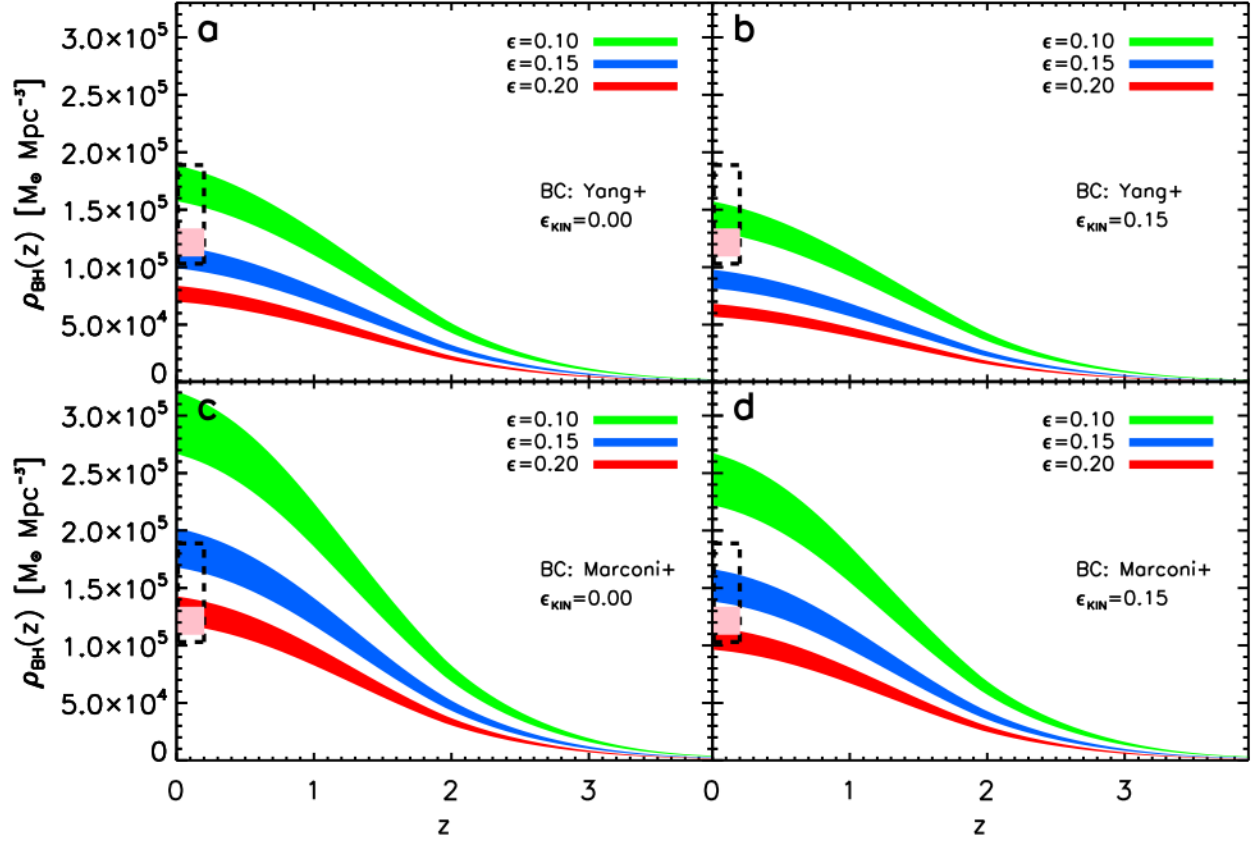 a
ε=0.10
ε=0.15
ε=0.20
BC: Yang+
ε_KIN=0.00
b
ε=0.10
ε=0.15
ε=0.20
BC: Yang+
ε_KIN=0.15
3.0×10⁵
2.5×10⁵
2.0×10⁵
1.5×10⁵
1.0×10⁵
5.0×10⁴
0
ρ_BH(z) [M_⊙ Mpc⁻³]
c
ε=0.10
ε=0.15
ε=0.20
BC: Marconi+
ε_KIN=0.00
d
ε=0.10
ε=0.15
ε=0.20
BC: Marconi+
ε_KIN=0.15
3.0×10⁵
2.5×10⁵
2.0×10⁵
1.5×10⁵
1.0×10⁵
5.0×10⁴
0
ρ_BH(z) [M_⊙ Mpc⁻³]
0 1 2 3 0 1 2 3
z z